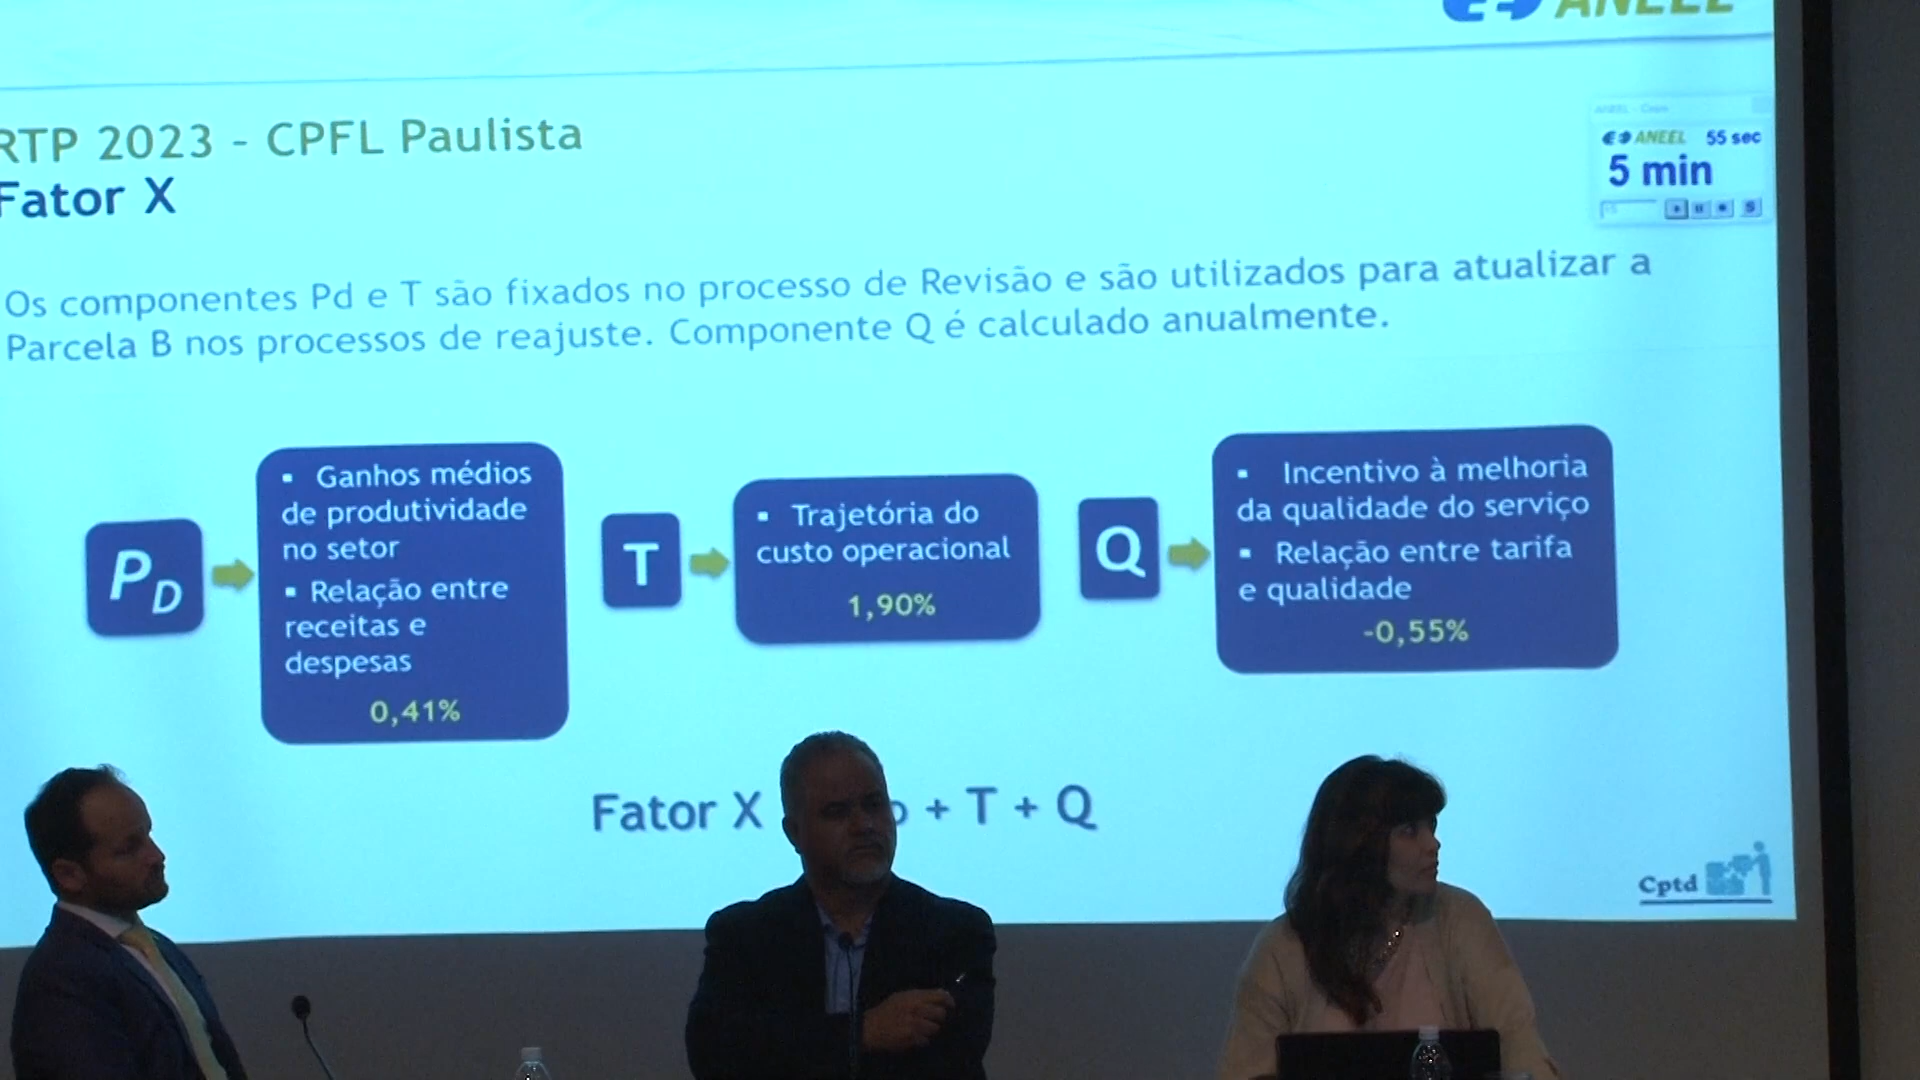 ANEEL
RTP 2023 - CPFL Paulista
Fator X
ANEEL 55 sec
5 min
S
Os componentes Pd e T são fixados no processo de Revisão e são utilizados para atualizar a
Parcela B nos processos de reajuste. Componente Q é calculado anualmente.
PD
▪ Ganhos médios
de produtividade
no setor
▪ Relação entre
receitas e
despesas
0,41%
T
▪ Trajetória do
custo operacional
1,90%
Q
▪ Incentivo à melhoria
da qualidade do serviço
▪ Relação entre tarifa
e qualidade
-0,55%
Fator X + T + Q
Cptd